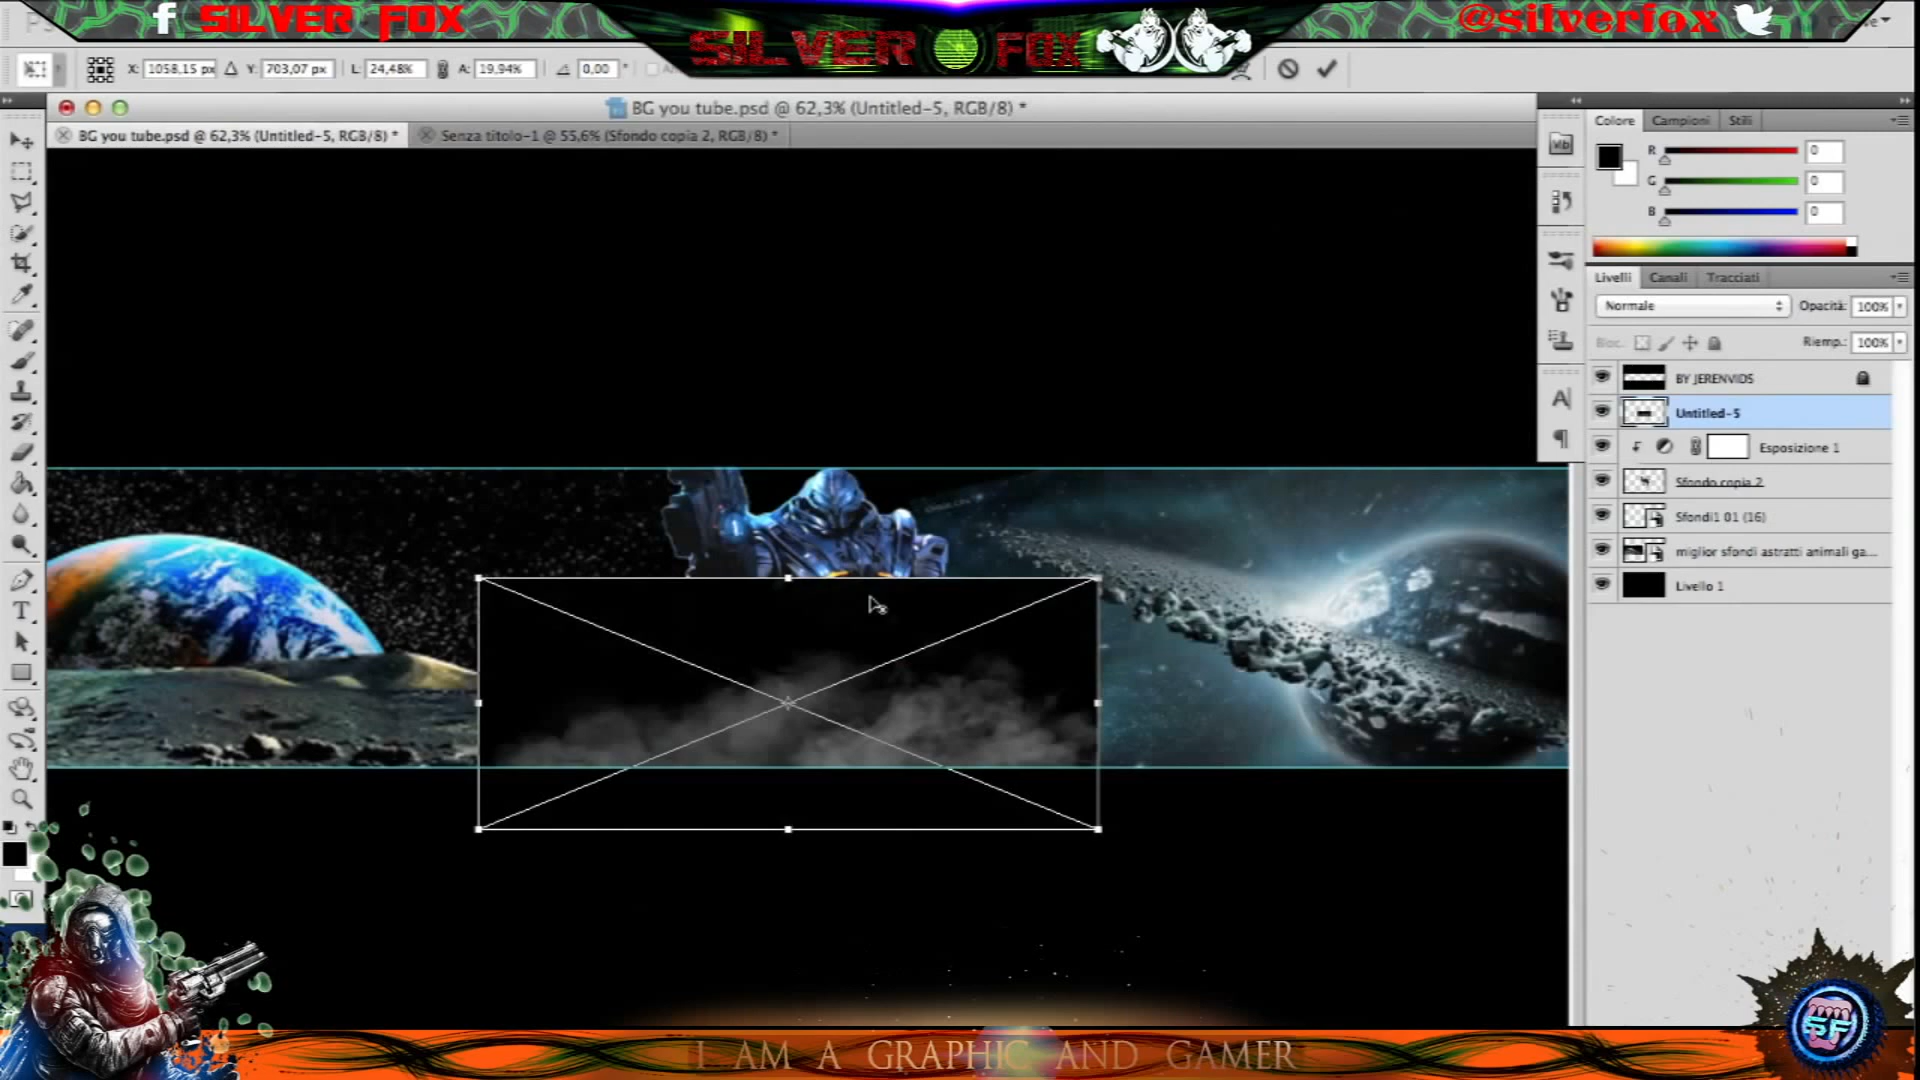 SILVER FOX
SILVER FOX
@silverfox
X: 1058,15 px Y: 703,07 px L: 24,48% A: 19,94% 0,00 °
BG you tube.psd @ 62,3% (Untitled-5, RGB/8) *
BG you tube.psd @ 62,3% (Untitled-5, RGB/8) *
Senza titolo-1 @ 55,6% (Sfondo copia 2, RGB/8) *
Colore Campioni Stili
R 0
G 0
B 0
Mb
Livelli Canali Tracciati
Normale Opacità: 100%
Bloc.: Riemp.: 100%
BY JERENVIDS
Untitled-5
Esposizione 1
Sfondo copia 2
Sfondi1 01 (16)
miglior sfondi astratti animali ga...
Livello 1
SF
I AM A GRAPHIC AND GAMER